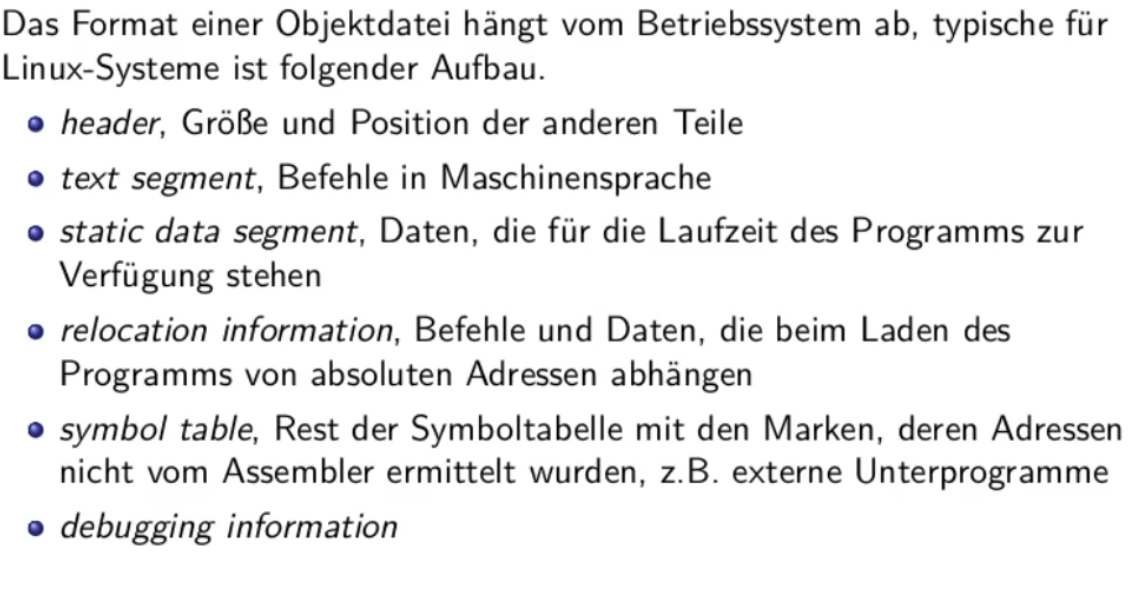 Das Format einer Objektdatei hängt vom Betriebssystem ab, typische für
Linux-Systeme ist folgender Aufbau.
header, Größe und Position der anderen Teile
text segment, Befehle in Maschinensprache
static data segment, Daten, die für die Laufzeit des Programms zur
Verfügung stehen
relocation information, Befehle und Daten, die beim Laden des
Programms von absoluten Adressen abhängen
symbol table, Rest der Symboltabelle mit den Marken, deren Adressen
nicht vom Assembler ermittelt wurden, z.B. externe Unterprogramme
debugging information